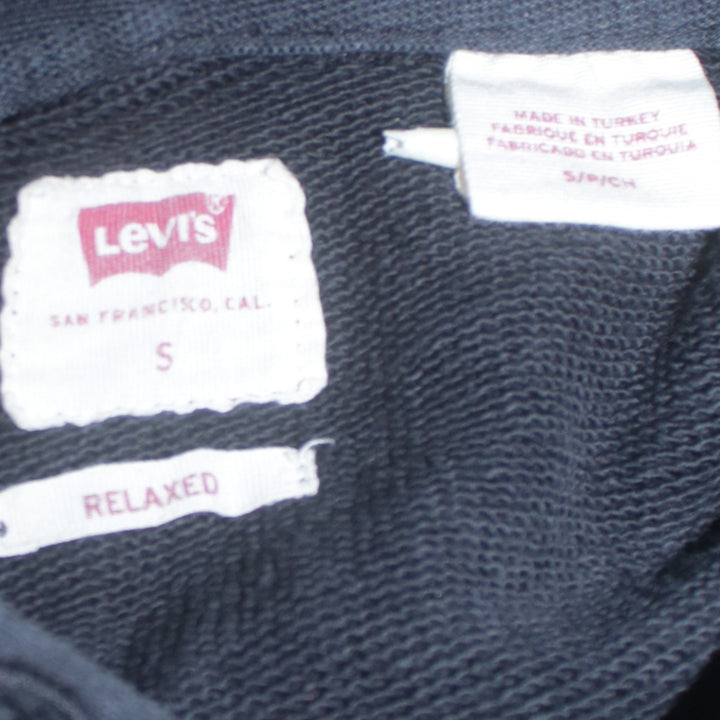 Levi's
SAN FRANCISCO, CAL.
S
RELAXED
MADE IN TURKEY
FABRIQUE EN TURQUIE
FABRICADO EN TURQUIA
S/P/CH